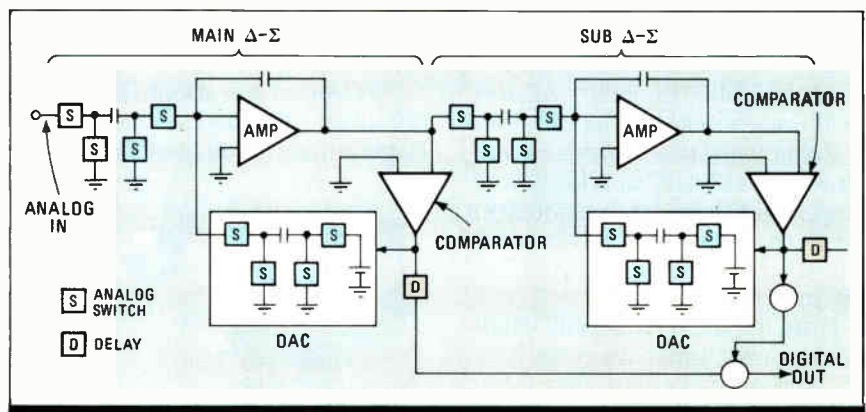 MAIN Δ-Σ
SUB Δ-Σ
COMPARATOR
S
S
S
S
AMP
S
S
S
S
AMP
ANALOG
IN
COMPARATOR
S
S
S
S
S
S
S
S
D
D
S ANALOG
SWITCH
D DELAY
DAC
DAC
DIGITAL
OUT